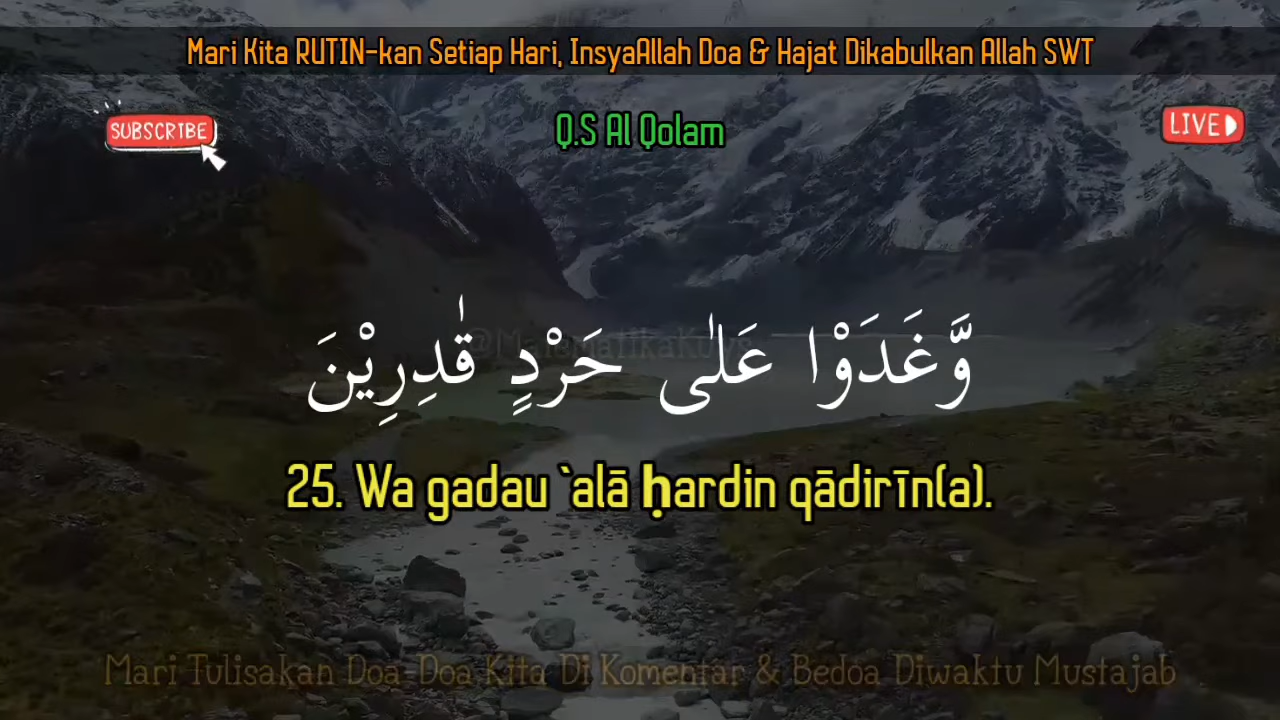 Mari Kita RUTIN-kan Setiap Hari, InsyaAllah Doa & Hajat Dikabulkan Allah SWT
SUBSCRIBE
Q.S Al Qolam
LIVE
وَّغَدَوْا عَلٰى حَرْدٍ قٰدِرِيْنَ
25. Wa gadau `alā ḥardin qādirīn(a).
Mari Tulisakan Doa-Doa Kita Di Komentar & Bedoa Diwaktu Mustajab